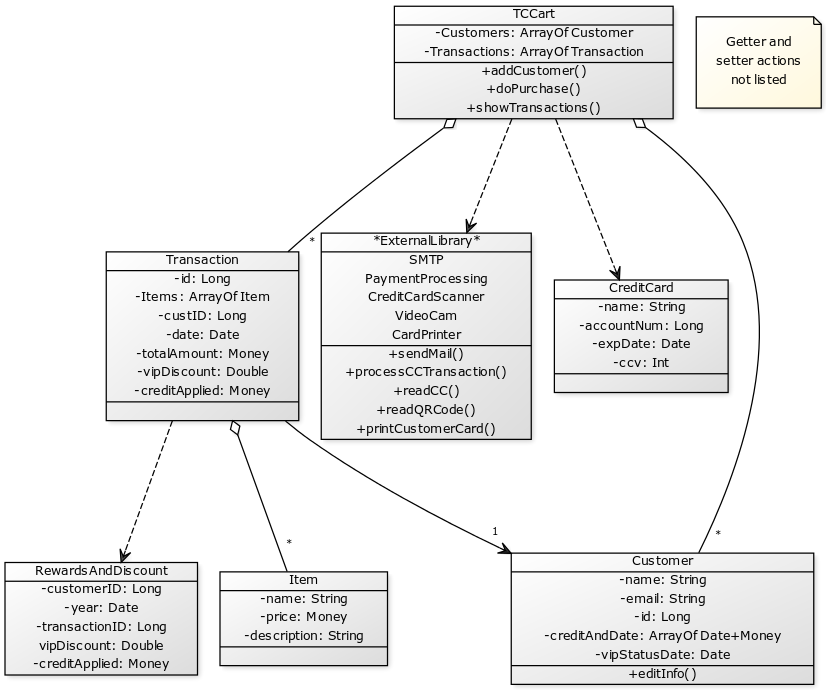 TCCart
-Customers: ArrayOf Customer
-Transactions: ArrayOf Transaction
+addCustomer()
+doPurchase()
+showTransactions()
Getter and
setter actions
not listed
*
Transaction
-id: Long
-Items: ArrayOf Item
-custID: Long
-date: Date
-totalAmount: Money
-vipDiscount: Double
-creditApplied: Money
*ExternalLibrary*
SMTP
PaymentProcessing
CreditCardScanner
VideoCam
CardPrinter
+sendMail()
+processCCTransaction()
+readCC()
+readQRCode()
+printCustomerCard()
CreditCard
-name: String
-accountNum: Long
-expDate: Date
-ccv: Int
*
1
*
RewardsAndDiscount
-customerID: Long
-year: Date
-transactionID: Long
vipDiscount: Double
-creditApplied: Money
Item
-name: String
-price: Money
-description: String
Customer
-name: String
-email: String
-id: Long
-creditAndDate: ArrayOf Date+Money
-vipStatusDate: Date
+editInfo()